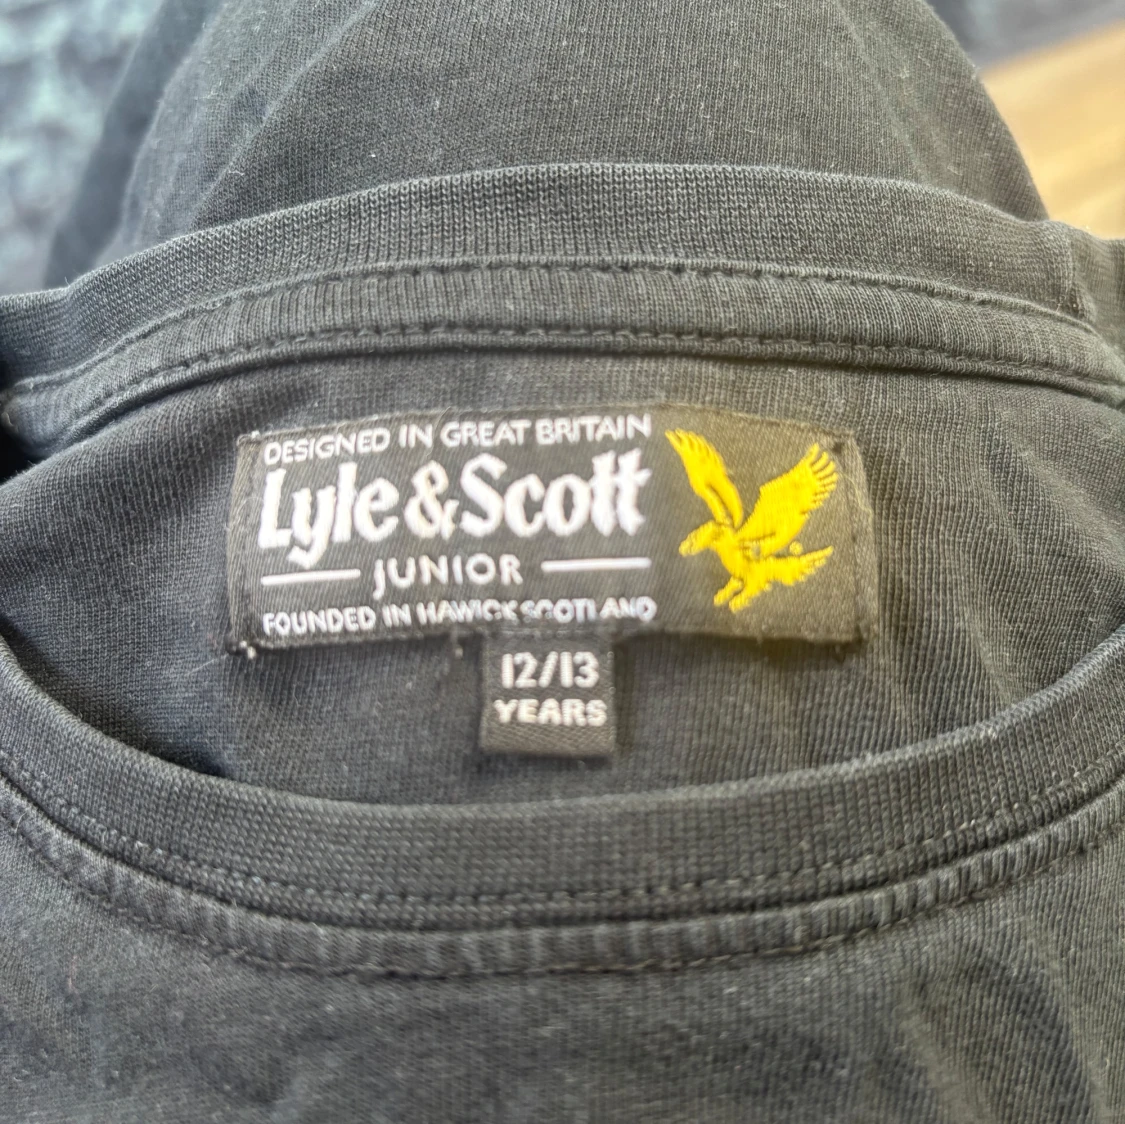 DESIGNED IN GREAT BRITAIN
Lyle&Scott
JUNIOR
FOUNDED IN HAWICK SCOTLAND
12/13
YEARS